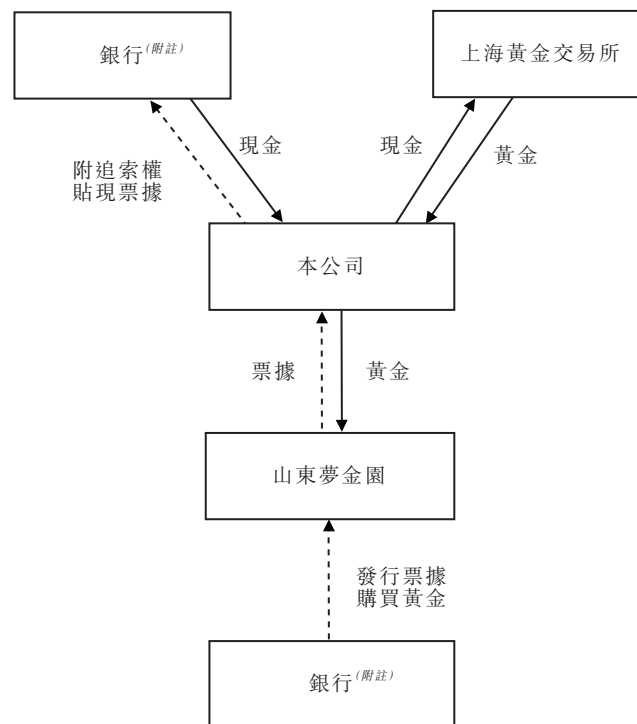 銀行(附註)
上海黃金交易所
現金
現金
黃金
附追索權
貼現票據
本公司
票據
黃金
山東夢金園
發行票據
購買黃金
銀行(附註)